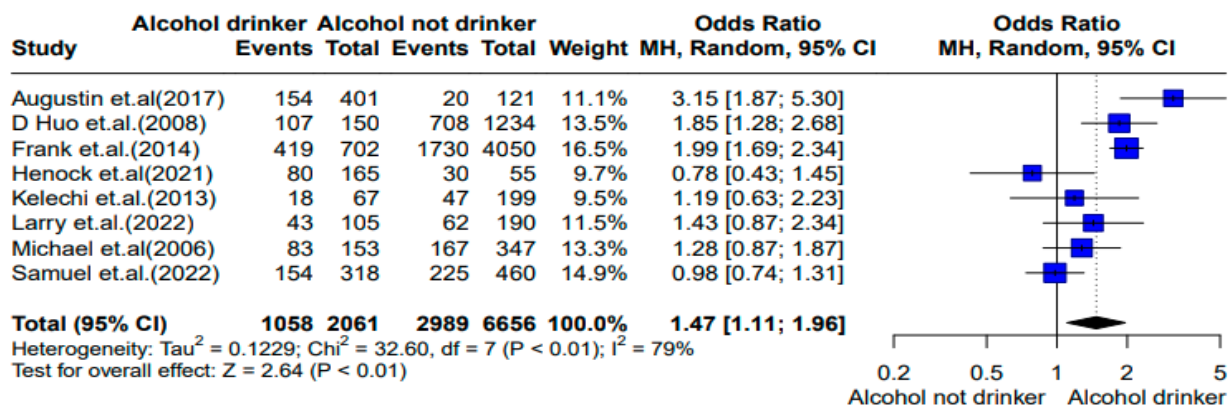 Alcohol drinker Alcohol not drinker Odds Ratio Odds Ratio
Study Events Total Events Total Weight MH, Random, 95% CI MH, Random, 95% CI
Augustin et.al(2017) 154 401 20 121 11.1% 3.15 [1.87; 5.30]
D Huo et.al.(2008) 107 150 708 1234 13.5% 1.85 [1.28; 2.68]
Frank et.al.(2014) 419 702 1730 4050 16.5% 1.99 [1.69; 2.34]
Henock et.al(2021) 80 165 30 55 9.7% 0.78 [0.43; 1.45]
Kelechi et.al.(2013) 18 67 47 199 9.5% 1.19 [0.63; 2.23]
Larry et.al.(2022) 43 105 62 190 11.5% 1.43 [0.87; 2.34]
Michael et.al(2006) 83 153 167 347 13.3% 1.28 [0.87; 1.87]
Samuel et.al.(2022) 154 318 225 460 14.9% 0.98 [0.74; 1.31]
Total (95% CI) 1058 2061 2989 6656 100.0% 1.47 [1.11; 1.96]
Heterogeneity: Tau² = 0.1229; Chi² = 32.60, df = 7 (P < 0.01); I² = 79%
Test for overall effect: Z = 2.64 (P < 0.01)
0.2 0.5 1 2 5
Alcohol not drinker Alcohol drinker